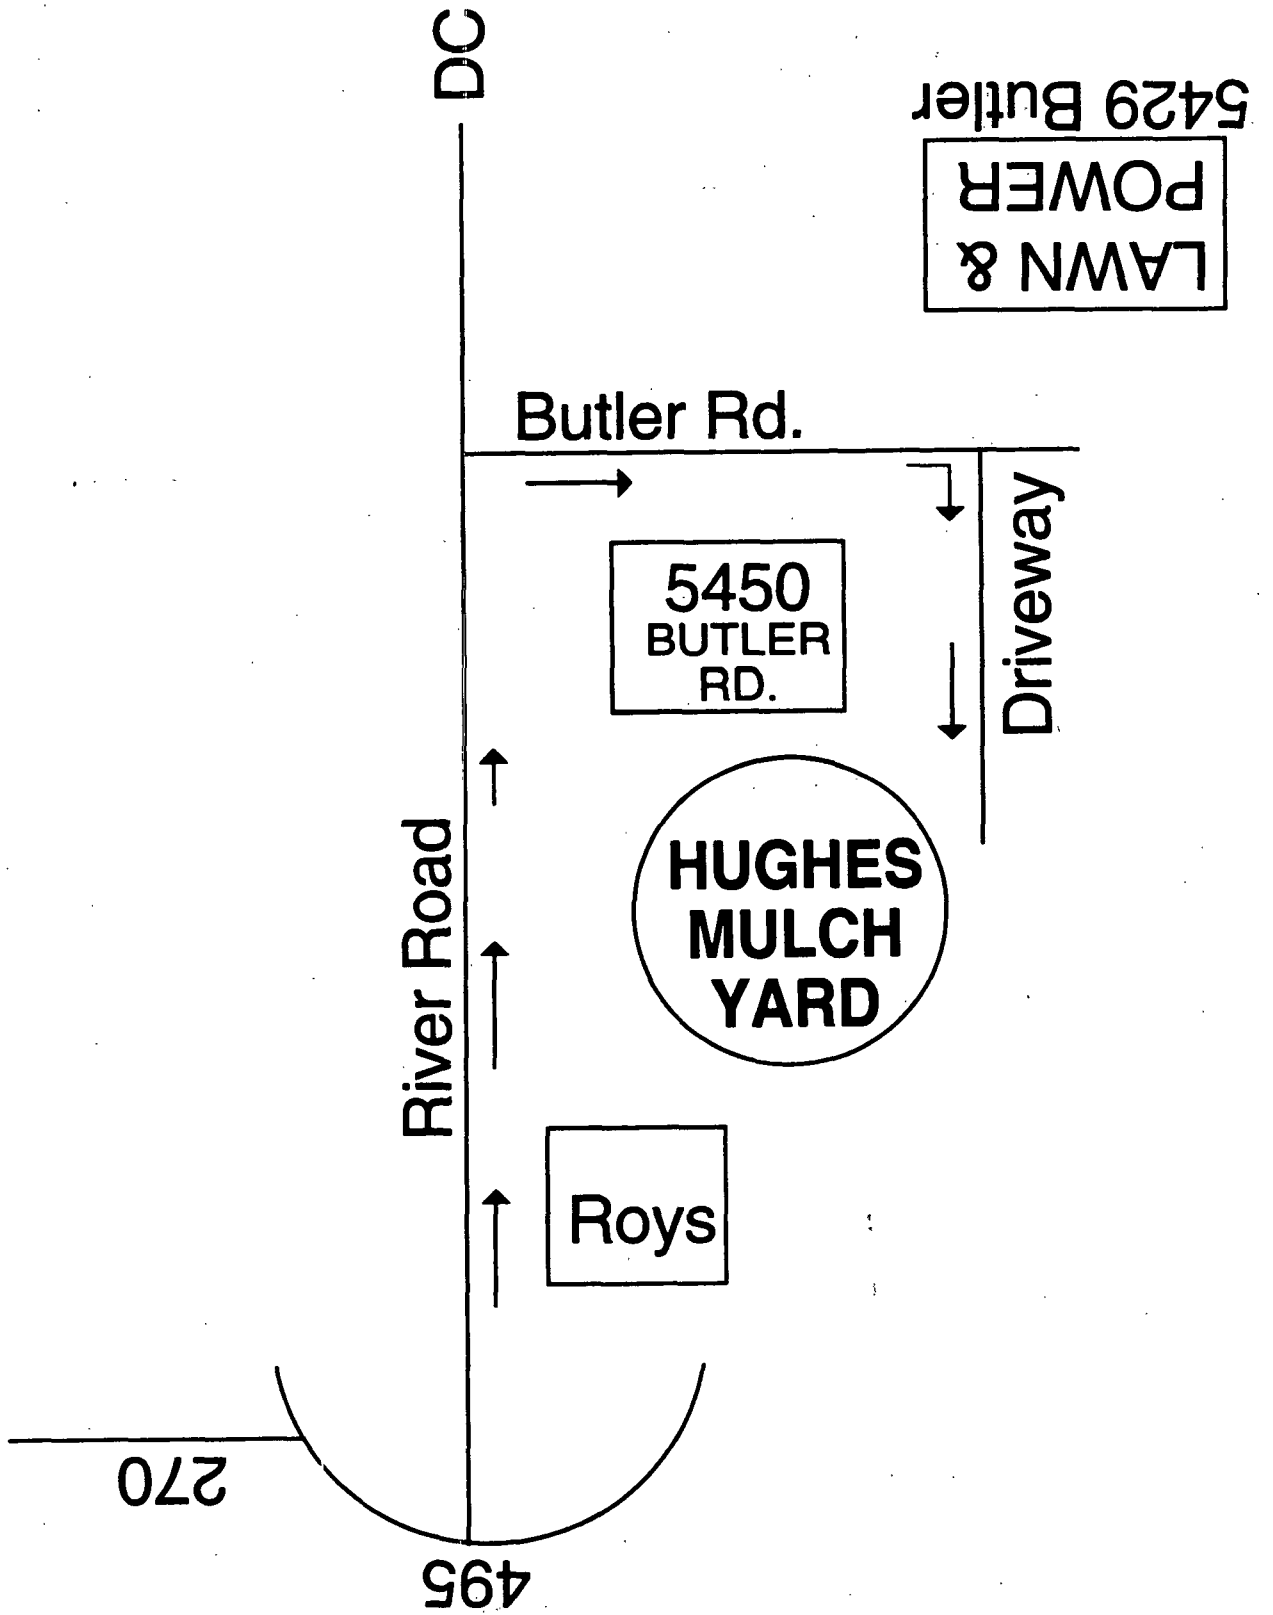 DC
5429 Butler
LAWN &
POWER
Butler Rd.
Driveway
5450
BUTLER
RD.
HUGHES
MULCH
YARD
River Road
Roys
270
495